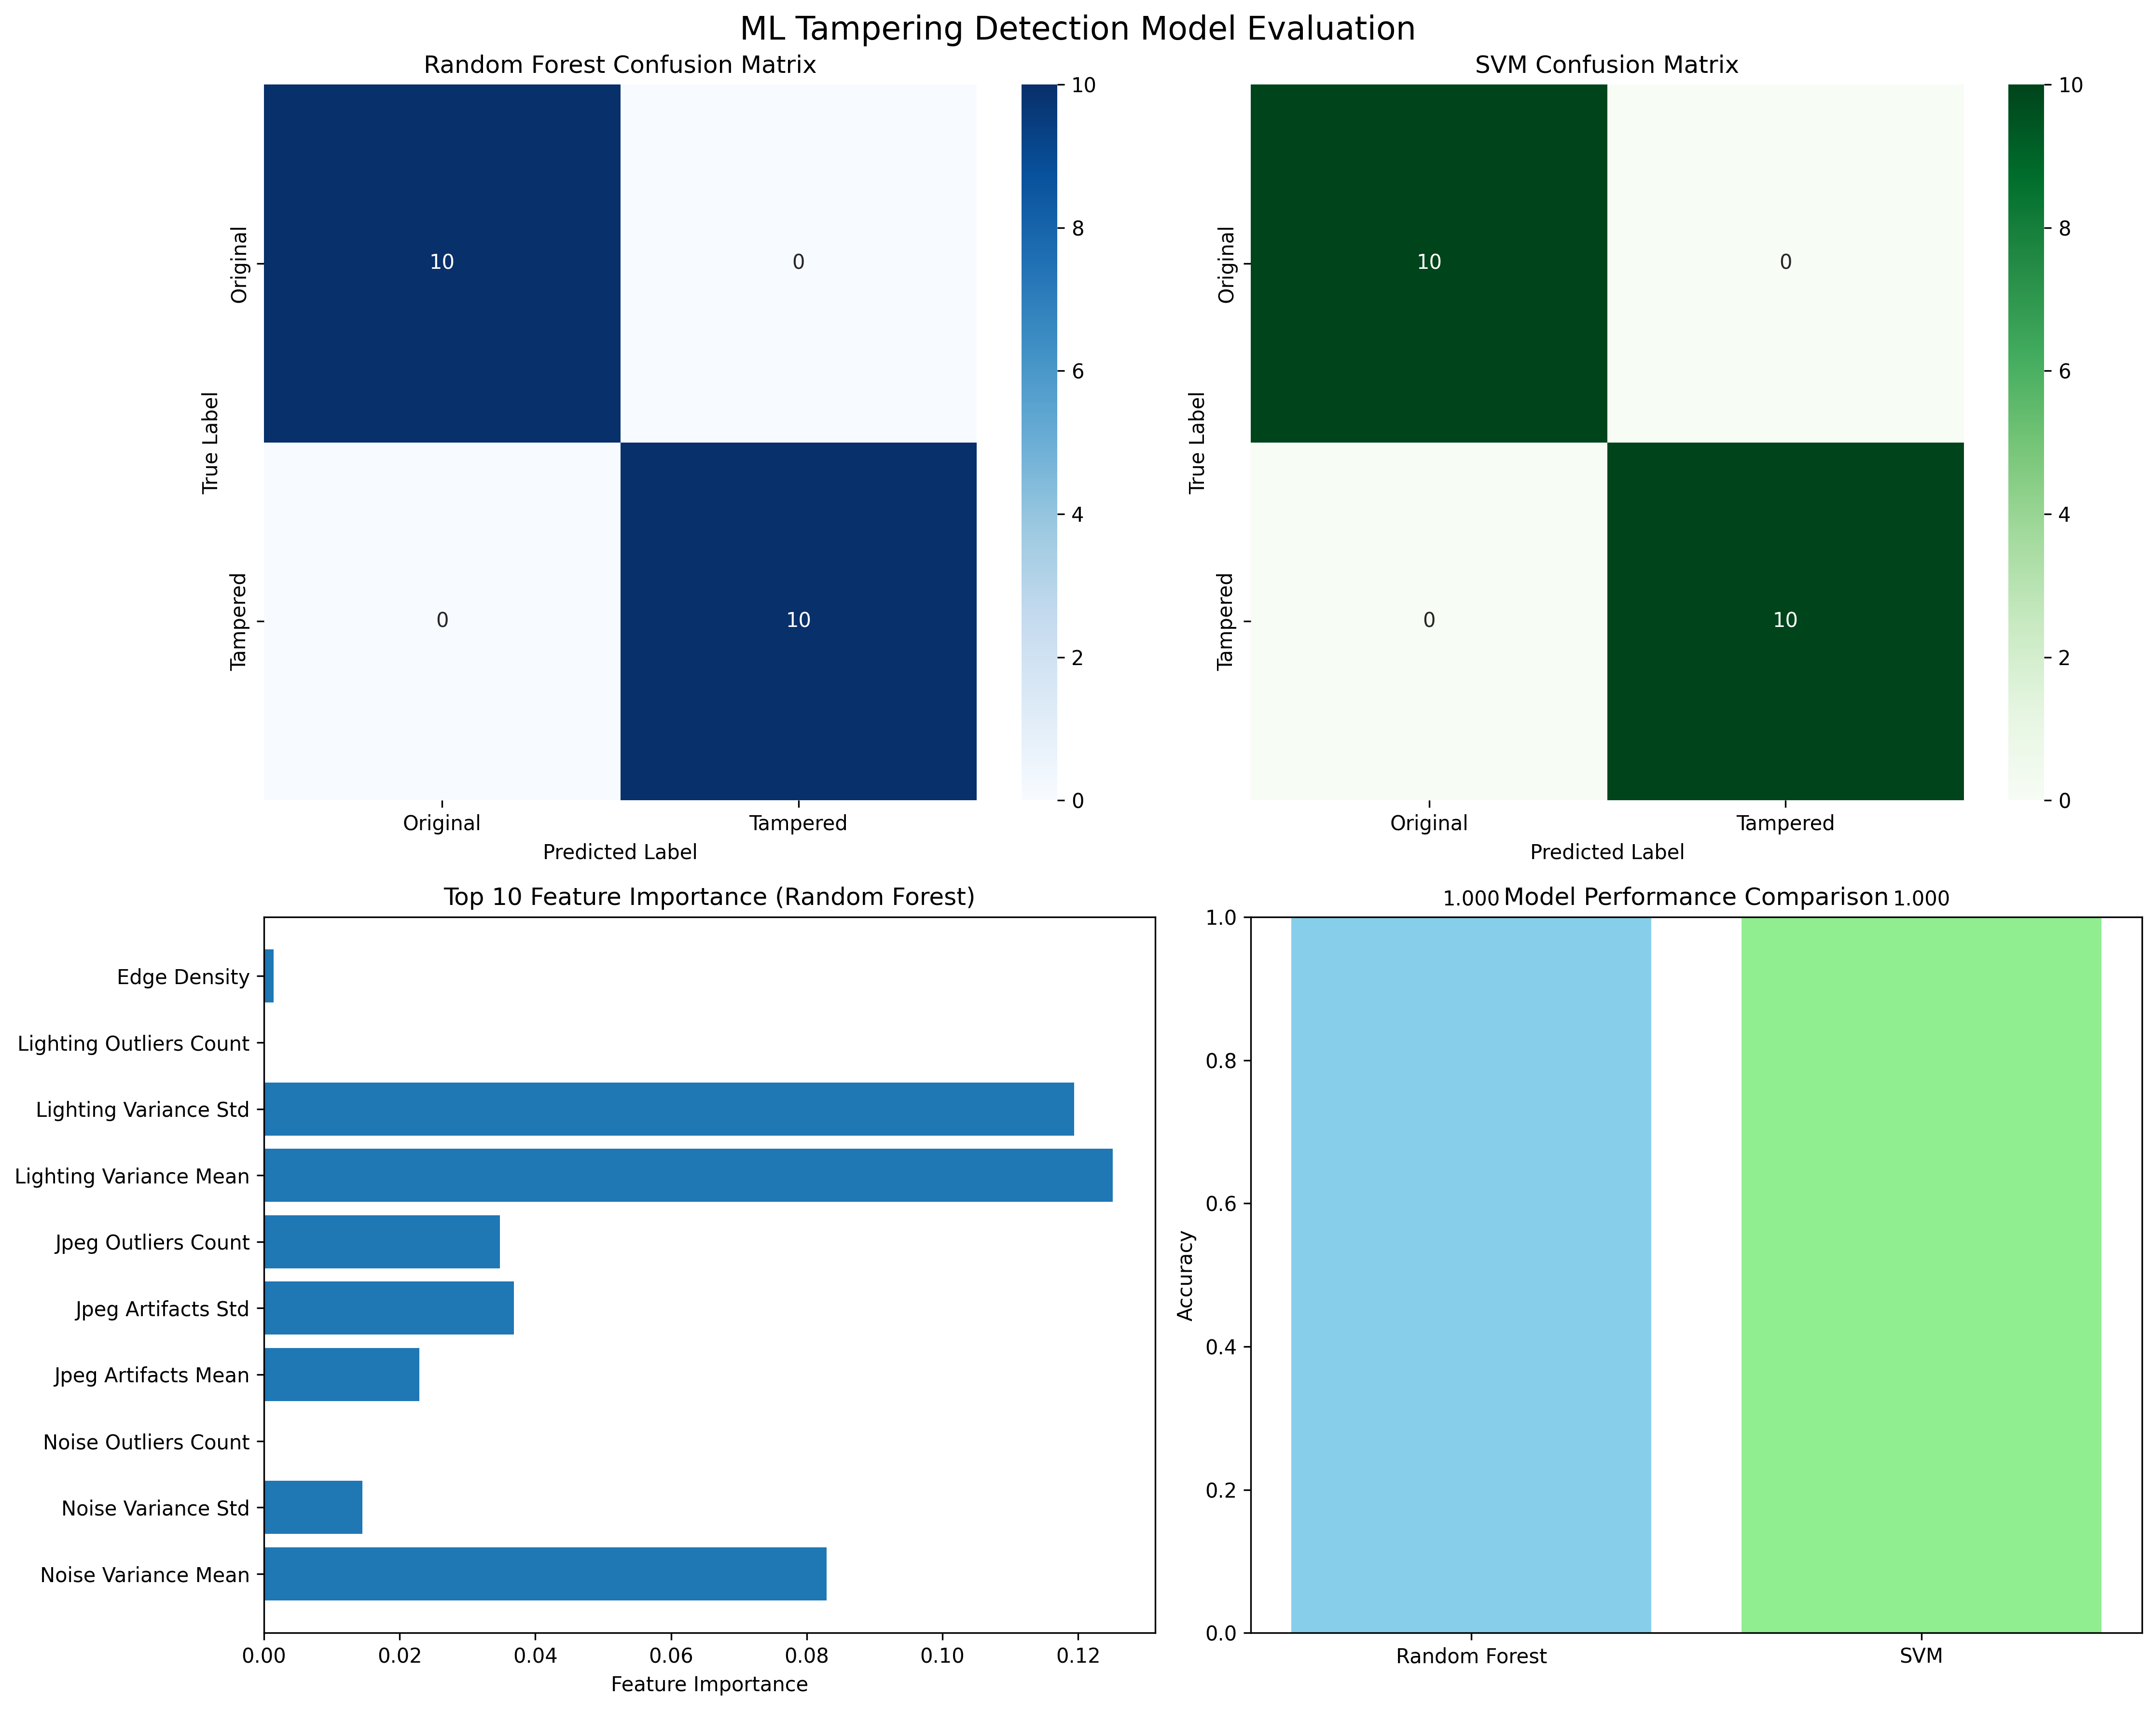 ML Tampering Detection Model Evaluation
Random Forest Confusion Matrix
True Label
Original
Tampered
10
0
0
10
Original
Tampered
Predicted Label
10
8
6
4
2
0
SVM Confusion Matrix
True Label
Original
Tampered
10
0
0
10
Original
Tampered
Predicted Label
10
8
6
4
2
0
Top 10 Feature Importance (Random Forest)
Edge Density
Lighting Outliers Count
Lighting Variance Std
Lighting Variance Mean
Jpeg Outliers Count
Jpeg Artifacts Std
Jpeg Artifacts Mean
Noise Outliers Count
Noise Variance Std
Noise Variance Mean
0.00 0.02 0.04 0.06 0.08 0.10 0.12
Feature Importance
1.000 Model Performance Comparison 1.000
Accuracy
1.0
0.8
0.6
0.4
0.2
0.0
Random Forest
SVM